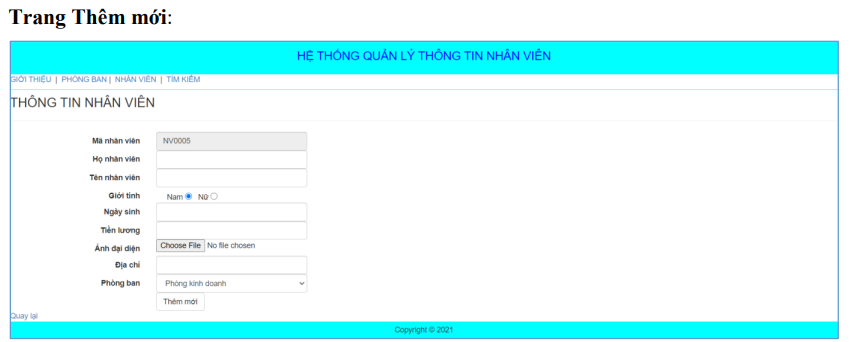 Trang Thêm mới:
HỆ THỐNG QUẢN LÝ THÔNG TIN NHÂN VIÊN
GIỚI THIỆU | PHÒNG BAN | NHÂN VIÊN | TÌM KIẾM
THÔNG TIN NHÂN VIÊN
Mã nhân viên NV0005
Họ nhân viên
Tên nhân viên
Giới tính Nam Nữ
Ngày sinh
Tiền lương
Ảnh đại diện Choose File No file chosen
Địa chỉ
Phòng ban Phòng kinh doanh
Thêm mới
Quay lại
Copyright © 2021